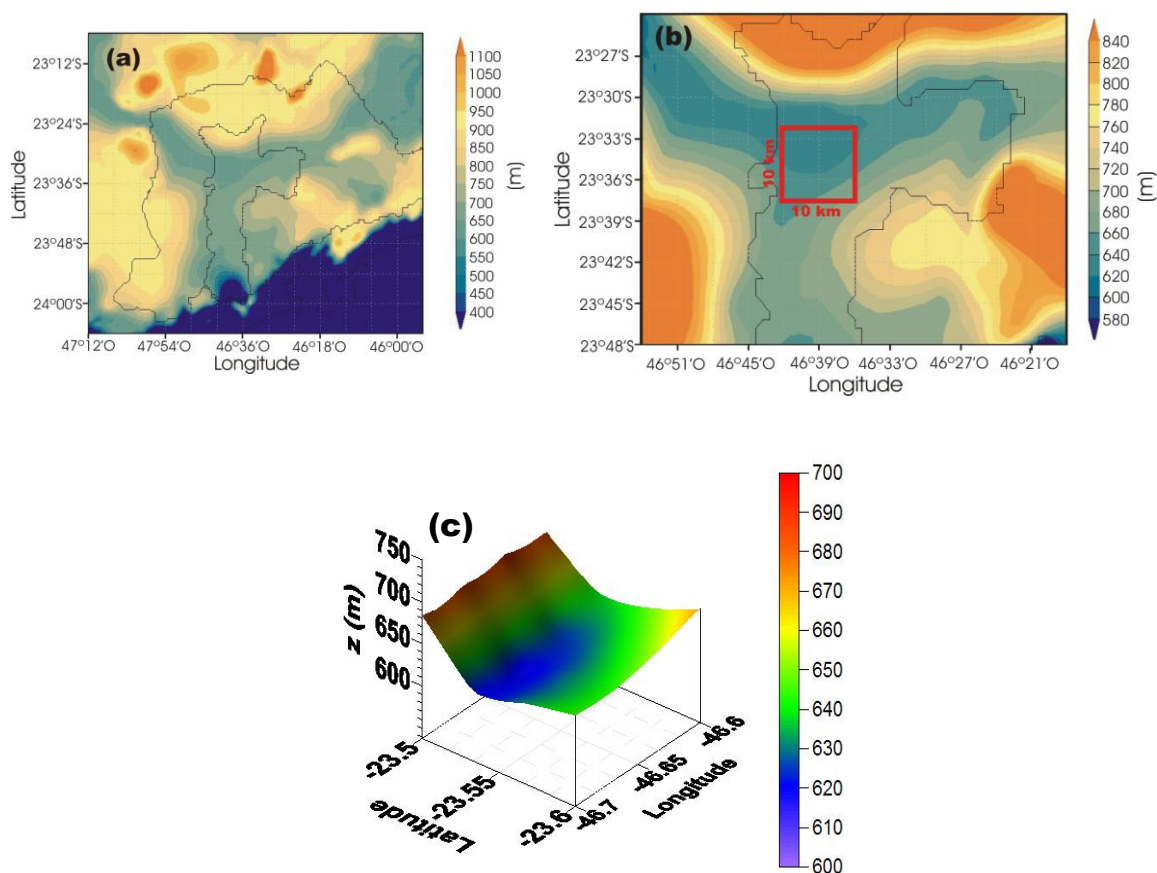 (a)
23°12'S
23°24'S
23°36'S
23°48'S
24°00'S
Latitude
47°12'O 47°54'O 46°36'O 46°18'O 46°00'O
Longitude
1100
1050
1000
950
900
850
800
750
700
650
600
550
500
450
400
(m)
(b)
23°27'S
23°30'S
23°33'S
23°36'S
23°39'S
23°42'S
23°45'S
23°48'S
Latitude
10 km
10 km
46°51'O 46°45'O 46°39'O 46°33'O 46°27'O 46°21'O
Longitude
840
820
800
780
760
740
720
700
680
660
640
620
600
580
(m)
(c)
750
700
650
600
z (m)
-23.5
-23.55
-23.6
Latitude
-46.7
-46.65
-46.6
Longitude
700
690
680
670
660
650
640
630
620
610
600